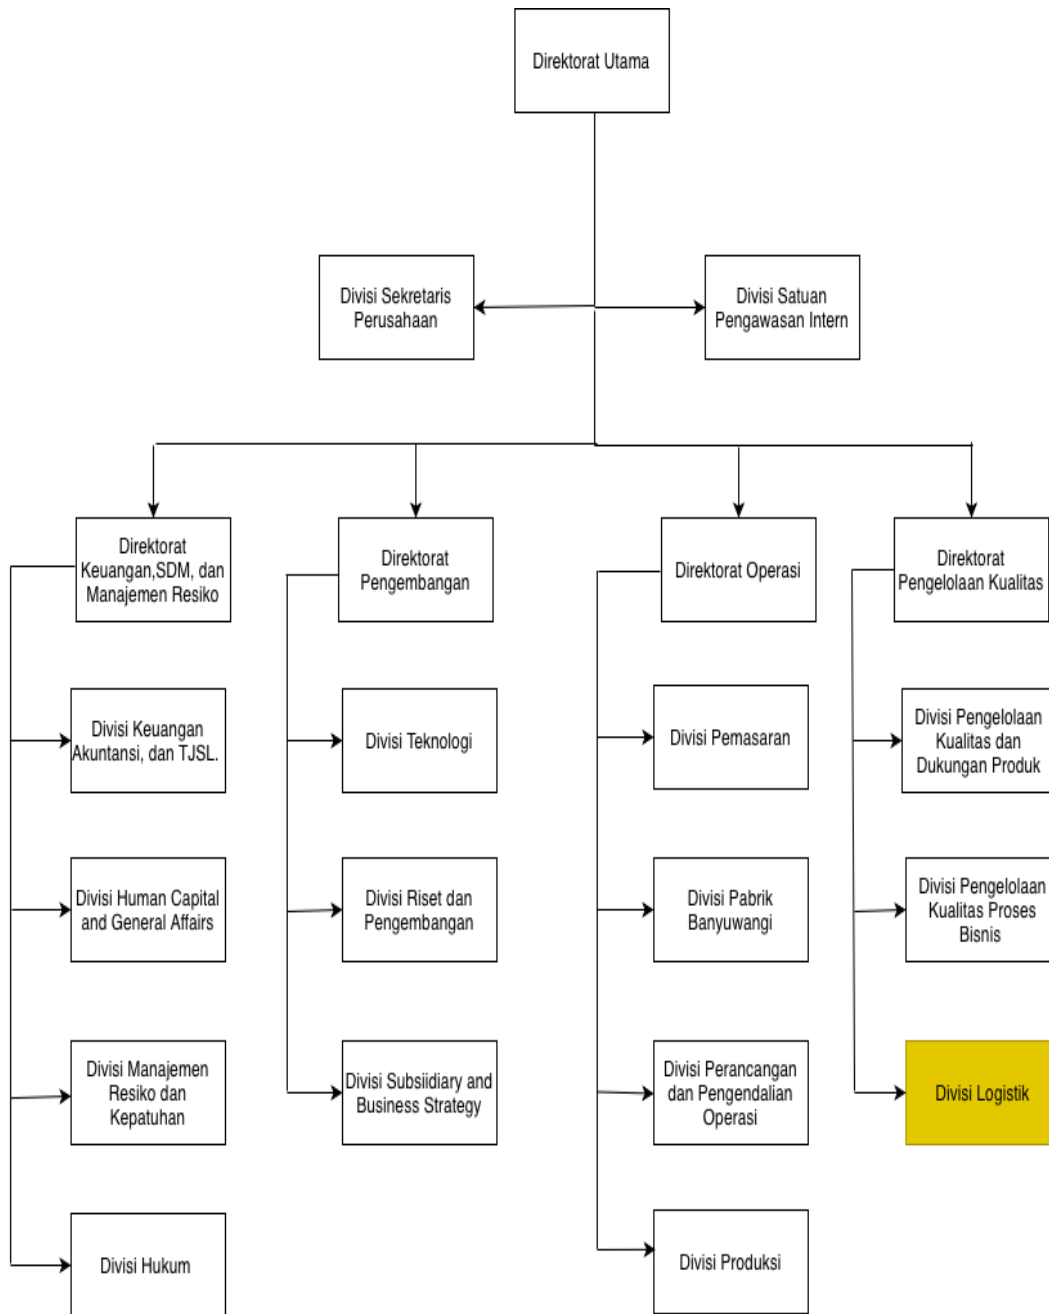 Direktorat Utama
Divisi Sekretaris
Perusahaan
Divisi Satuan
Pengawasan Intern
Direktorat
Keuangan,SDM, dan
Manajemen Resiko
Direktorat
Pengembangan
Direktorat Operasi
Direktorat
Pengelolaan Kualitas
Divisi Keuangan
Akuntansi, dan TJSL.
Divisi Teknologi
Divisi Pemasaran
Divisi Pengelolaan
Kualitas dan
Dukungan Produk
Divisi Human Capital
and General Affairs
Divisi Riset dan
Pengembangan
Divisi Pabrik
Banyuwangi
Divisi Pengelolaan
Kualitas Proses
Bisnis
Divisi Manajemen
Resiko dan
Kepatuhan
Divisi Subsiidiary and
Business Strategy
Divisi Perancangan
dan Pengendalian
Operasi
Divisi Logistik
Divisi Hukum
Divisi Produksi